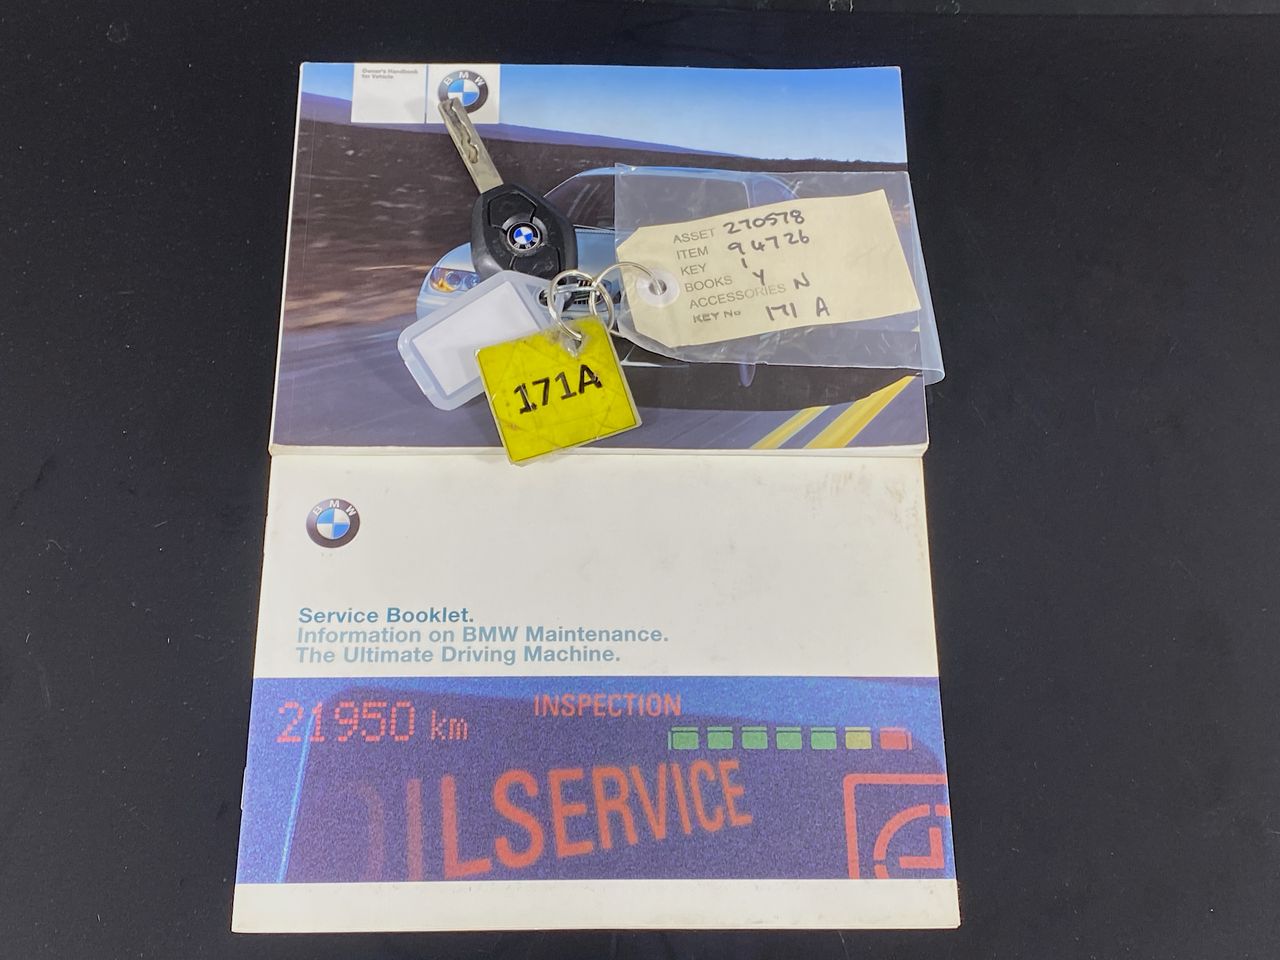 Owner's Handbook
for Vehicle
BMW
ASSET 270578
ITEM 94726
KEY 1
BOOKS Y
ACCESSORIES N
KEY No 171 A
171A
BMW
Service Booklet.
Information on BMW Maintenance.
The Ultimate Driving Machine.
INSPECTION
21950 km
OILSERVICE